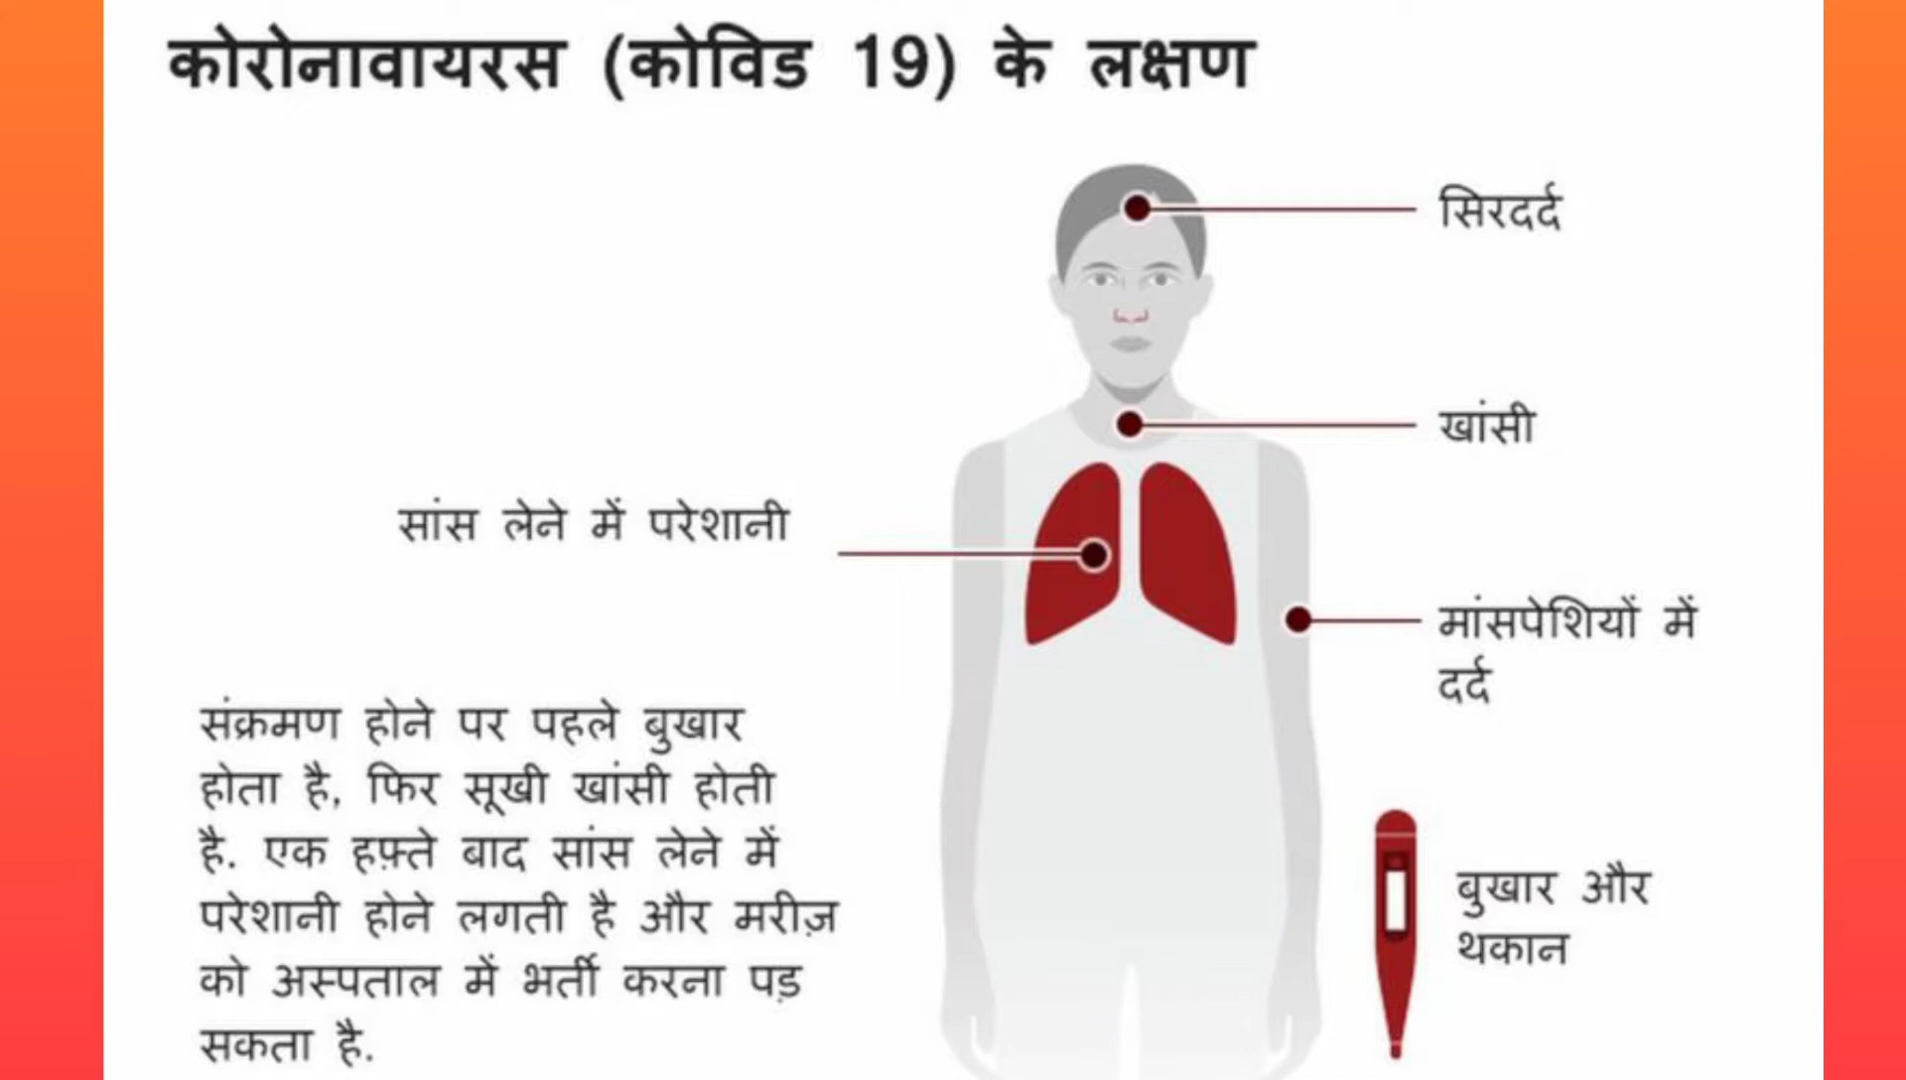 कोरोनावायरस (कोविड 19) के लक्षण
सिरदर्द
खांसी
सांस लेने में परेशानी
मांसपेशियों में
दर्द
संक्रमण होने पर पहले बुखार
होता है, फिर सूखी खांसी होती
है. एक हफ़्ते बाद सांस लेने में
परेशानी होने लगती है और मरीज़
को अस्पताल में भर्ती करना पड़
सकता है.
बुखार और
थकान